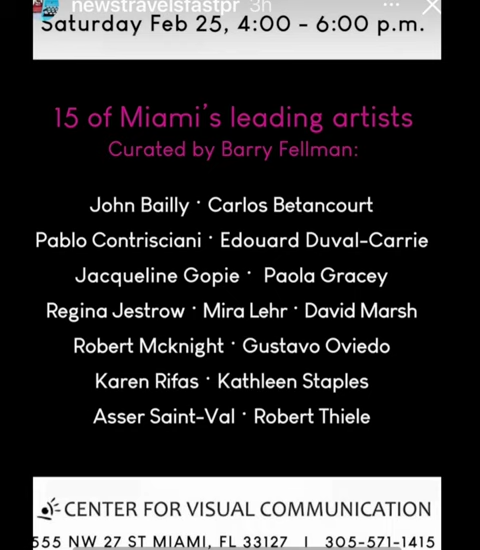 newstravelsfastpr 3h
Saturday Feb 25, 4:00 - 6:00 p.m.
15 of Miami's leading artists
Curated by Barry Fellman:
John Bailly · Carlos Betancourt
Pablo Contrisciani · Edouard Duval-Carrie
Jacqueline Gopie · Paola Gracey
Regina Jestrow · Mira Lehr · David Marsh
Robert Mcknight · Gustavo Oviedo
Karen Rifas · Kathleen Staples
Asser Saint-Val · Robert Thiele
CENTER FOR VISUAL COMMUNICATION
555 NW 27 ST MIAMI, FL 33127 | 305-571-1415